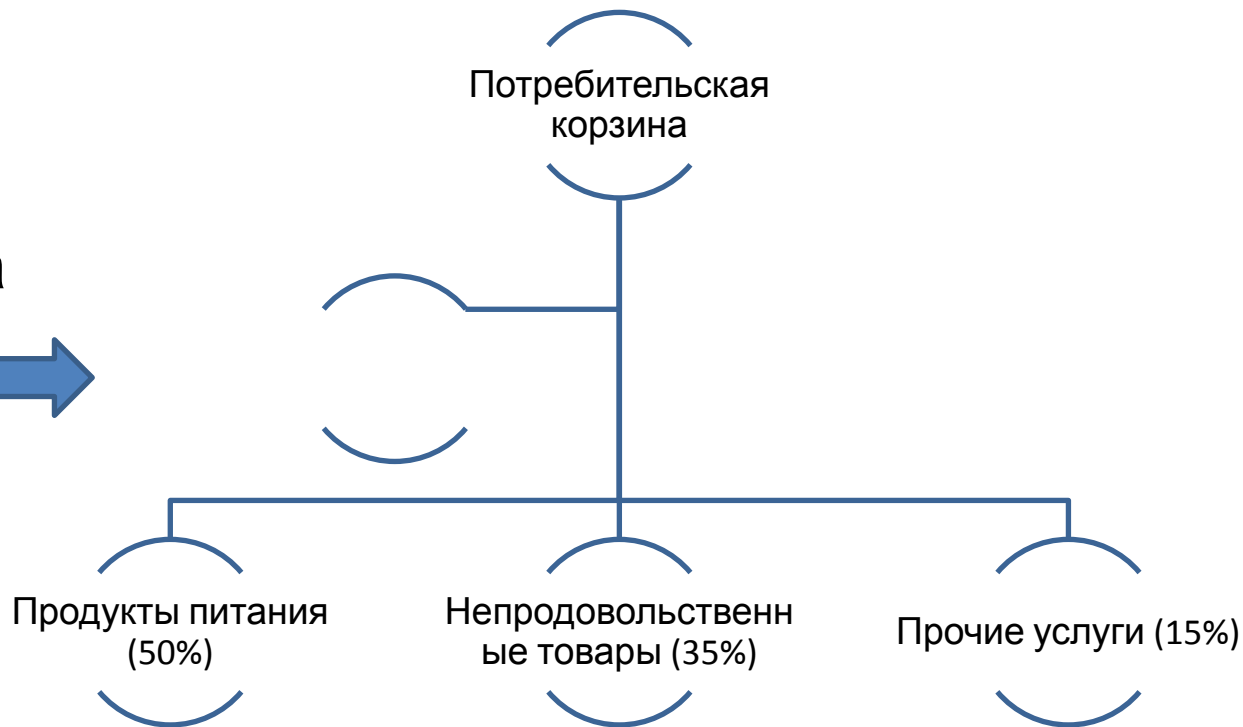 Потребительская
корзина
а
Продукты питания
(50%)
Непродовольственн
ые товары (35%)
Прочие услуги (15%)